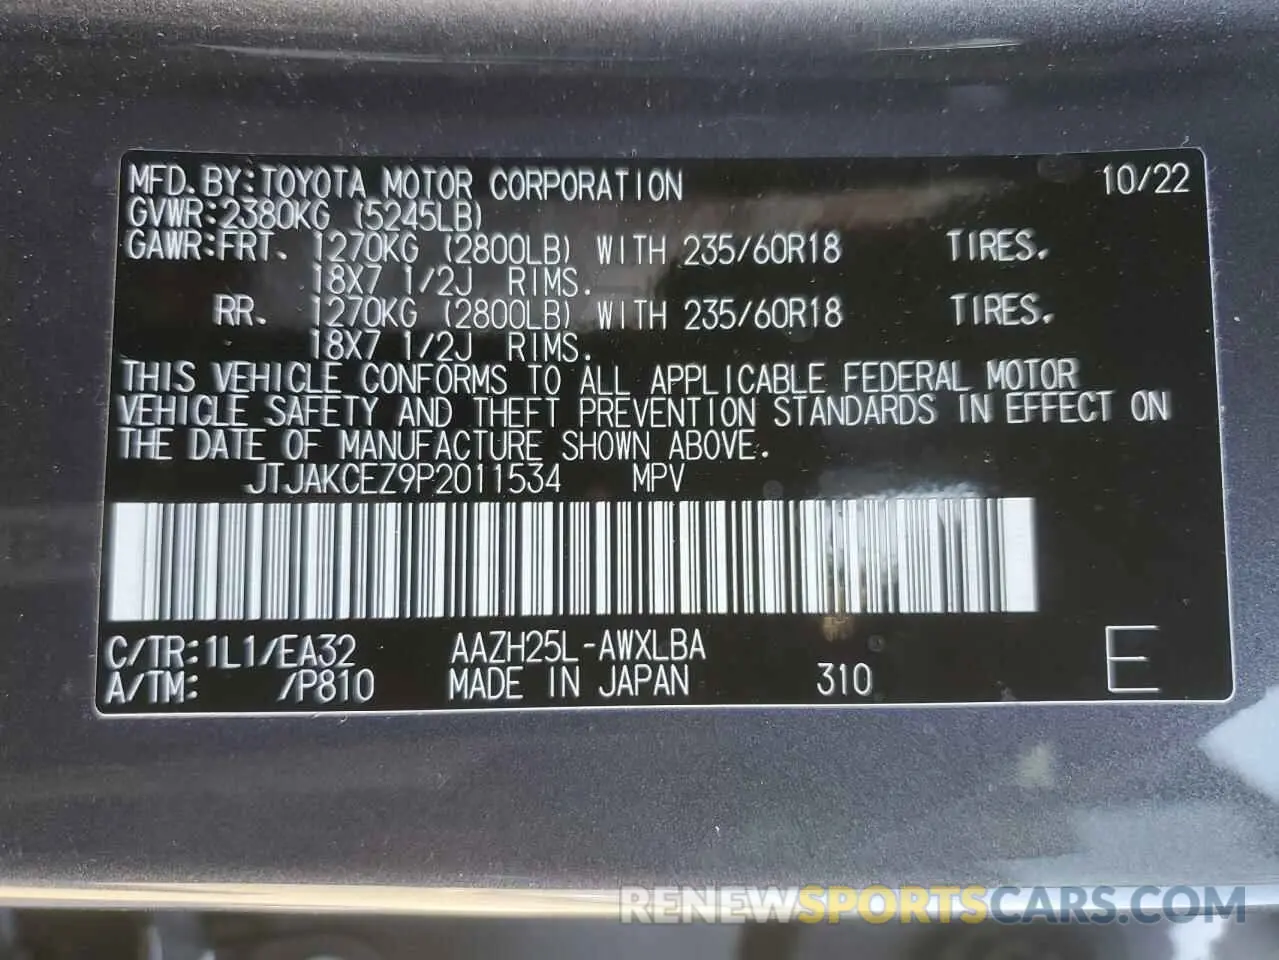 MFD.BY:TOYOTA MOTOR CORPORATION 10/22
GVWR:2380KG (5245LB)
GAWR:FRT. 1270KG (2800LB) WITH 235/60R18 TIRES.
18X7 1/2J RIMS.
RR. 1270KG (2800LB) WITH 235/60R18 TIRES.
18X7 1/2J RIMS.
THIS VEHICLE CONFORMS TO ALL APPLICABLE FEDERAL MOTOR
VEHICLE SAFETY AND THEFT PREVENTION STANDARDS IN EFFECT ON
THE DATE OF MANUFACTURE SHOWN ABOVE.
JTJAKCEZ9P2011534 MPV
C/TR:1L1/EA32 AAZH25L-AWXLBA
A/TM: /P810 MADE IN JAPAN 310 E
RENEWSPORTSCARS.COM